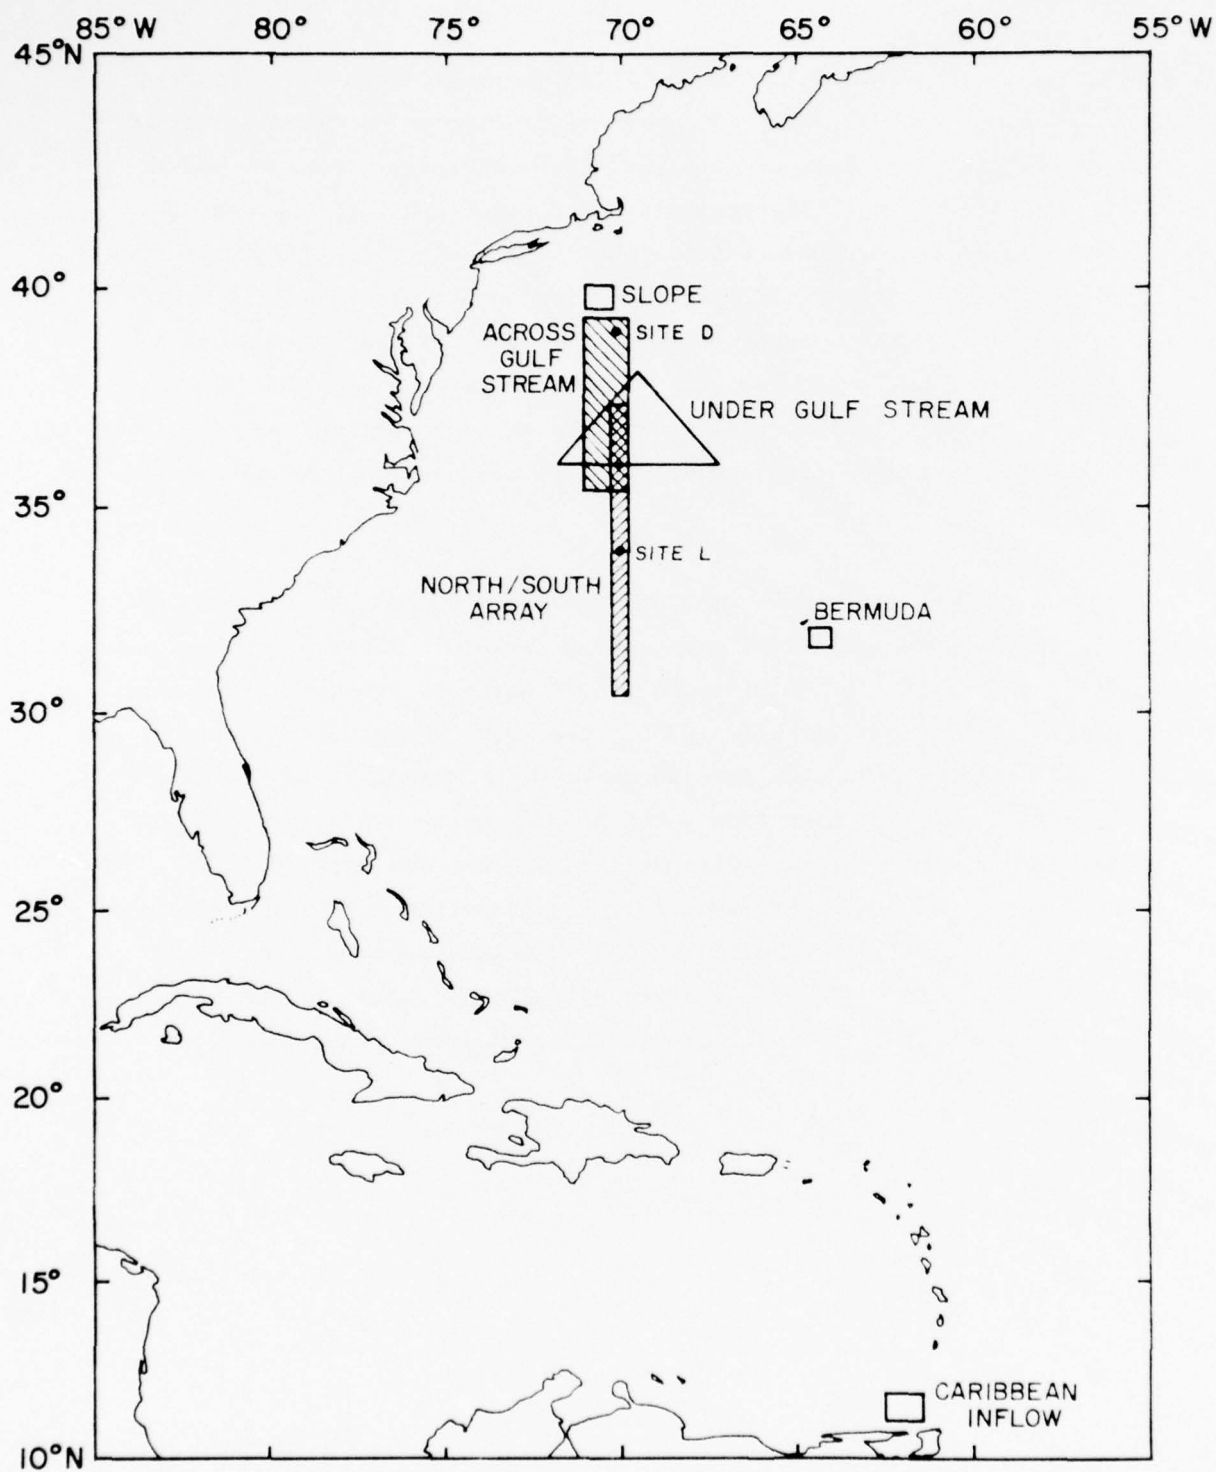 85° W 80° 75° 70° 65° 60° 55° W
45°N
40°
SLOPE
ACROSS
GULF
STREAM
SITE D
UNDER GULF STREAM
35°
SITE L
NORTH/SOUTH
ARRAY
BERMUDA
30°
25°
20°
15°
CARIBBEAN
INFLOW
10°N